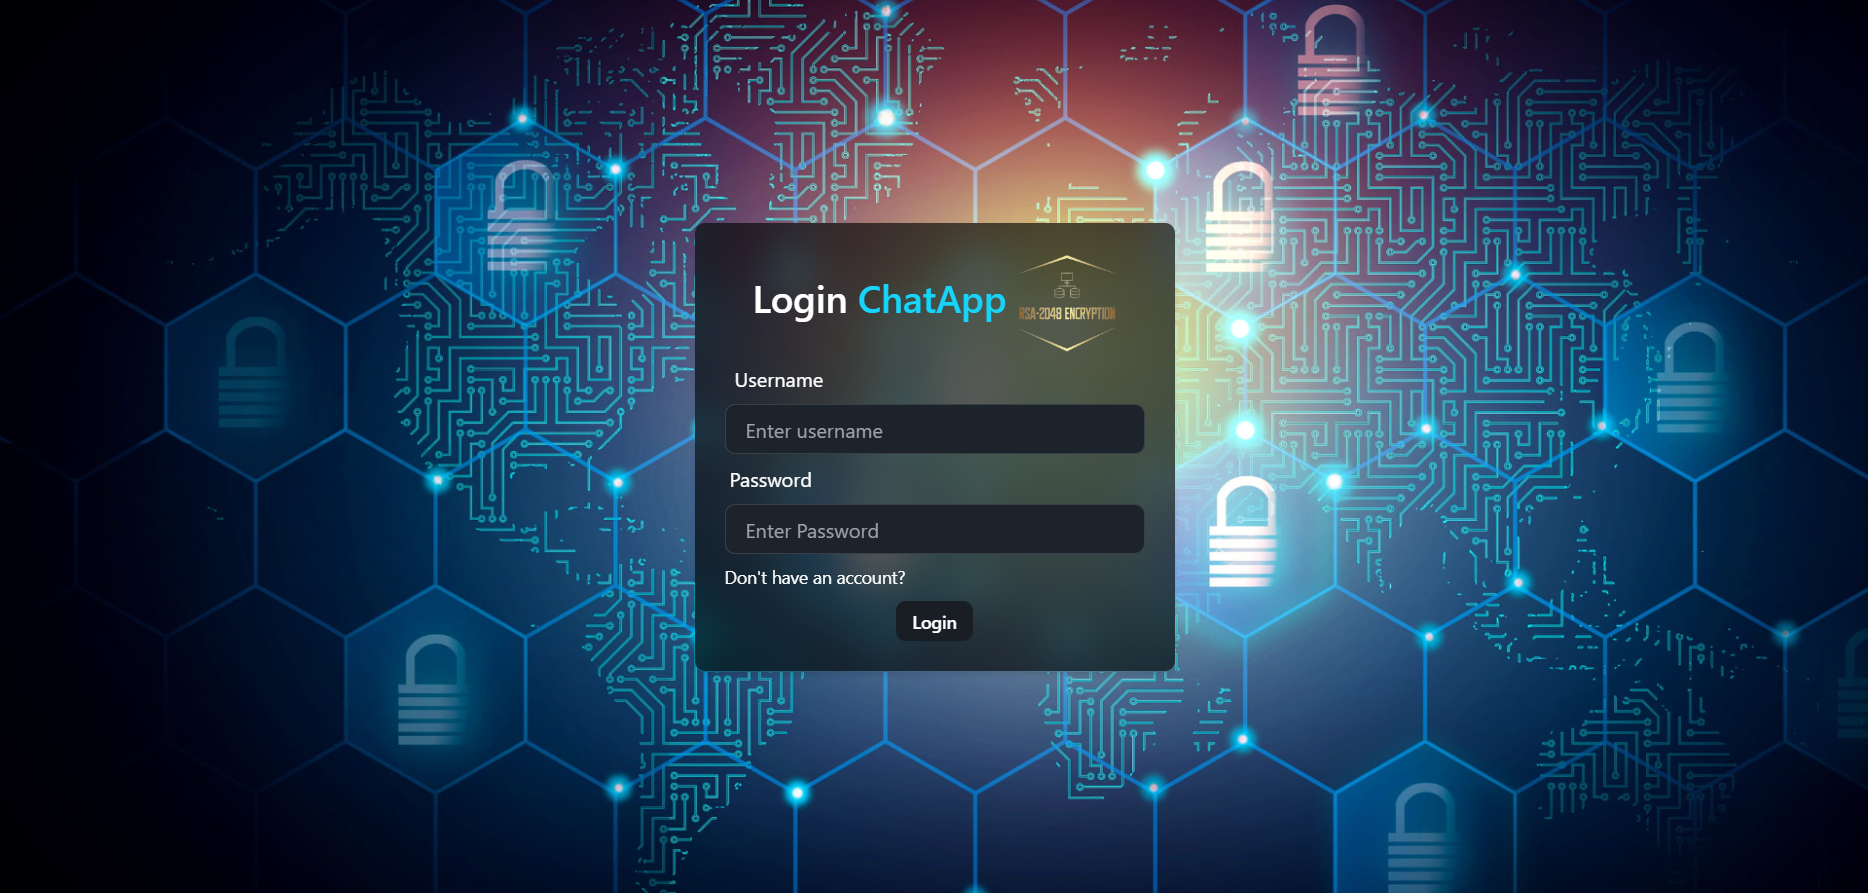 Login ChatApp
RSA-2048 ENCRYPTION
Username
Enter username
Password
Enter Password
Don't have an account?
Login